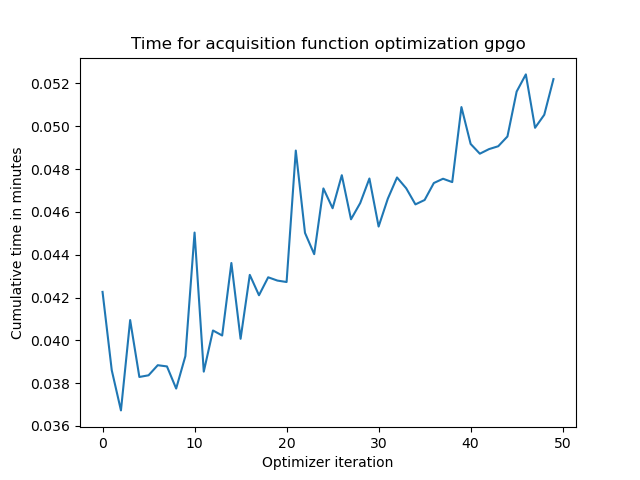 Time for acquisition function optimization gpgo
0.052
0.050
0.048
0.046
0.044
0.042
0.040
0.038
0.036
Cumulative time in minutes
0 10 20 30 40 50
Optimizer iteration